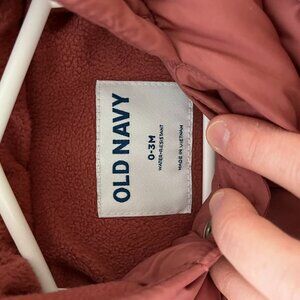 OLD NAVY
0-3M
WATER-RESISTANT
MADE IN VIETNAM